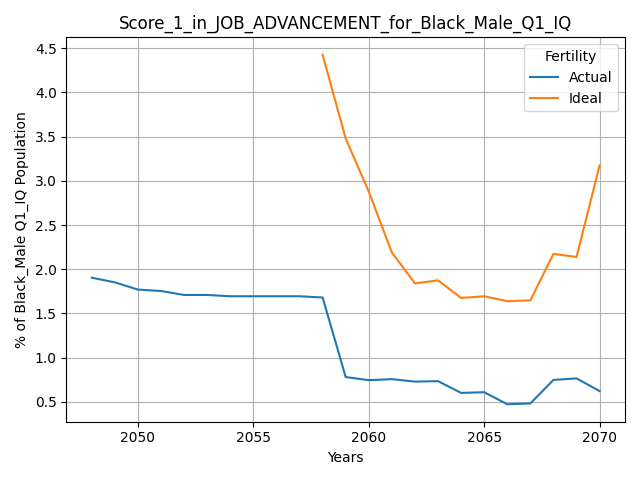 Score_1_in_JOB_ADVANCEMENT_for_Black_Male_Q1_IQ
% of Black_Male Q1_IQ Population
4.5
4.0
3.5
3.0
2.5
2.0
1.5
1.0
0.5
Fertility
Actual
Ideal
2050
2055
2060
2065
2070
Years